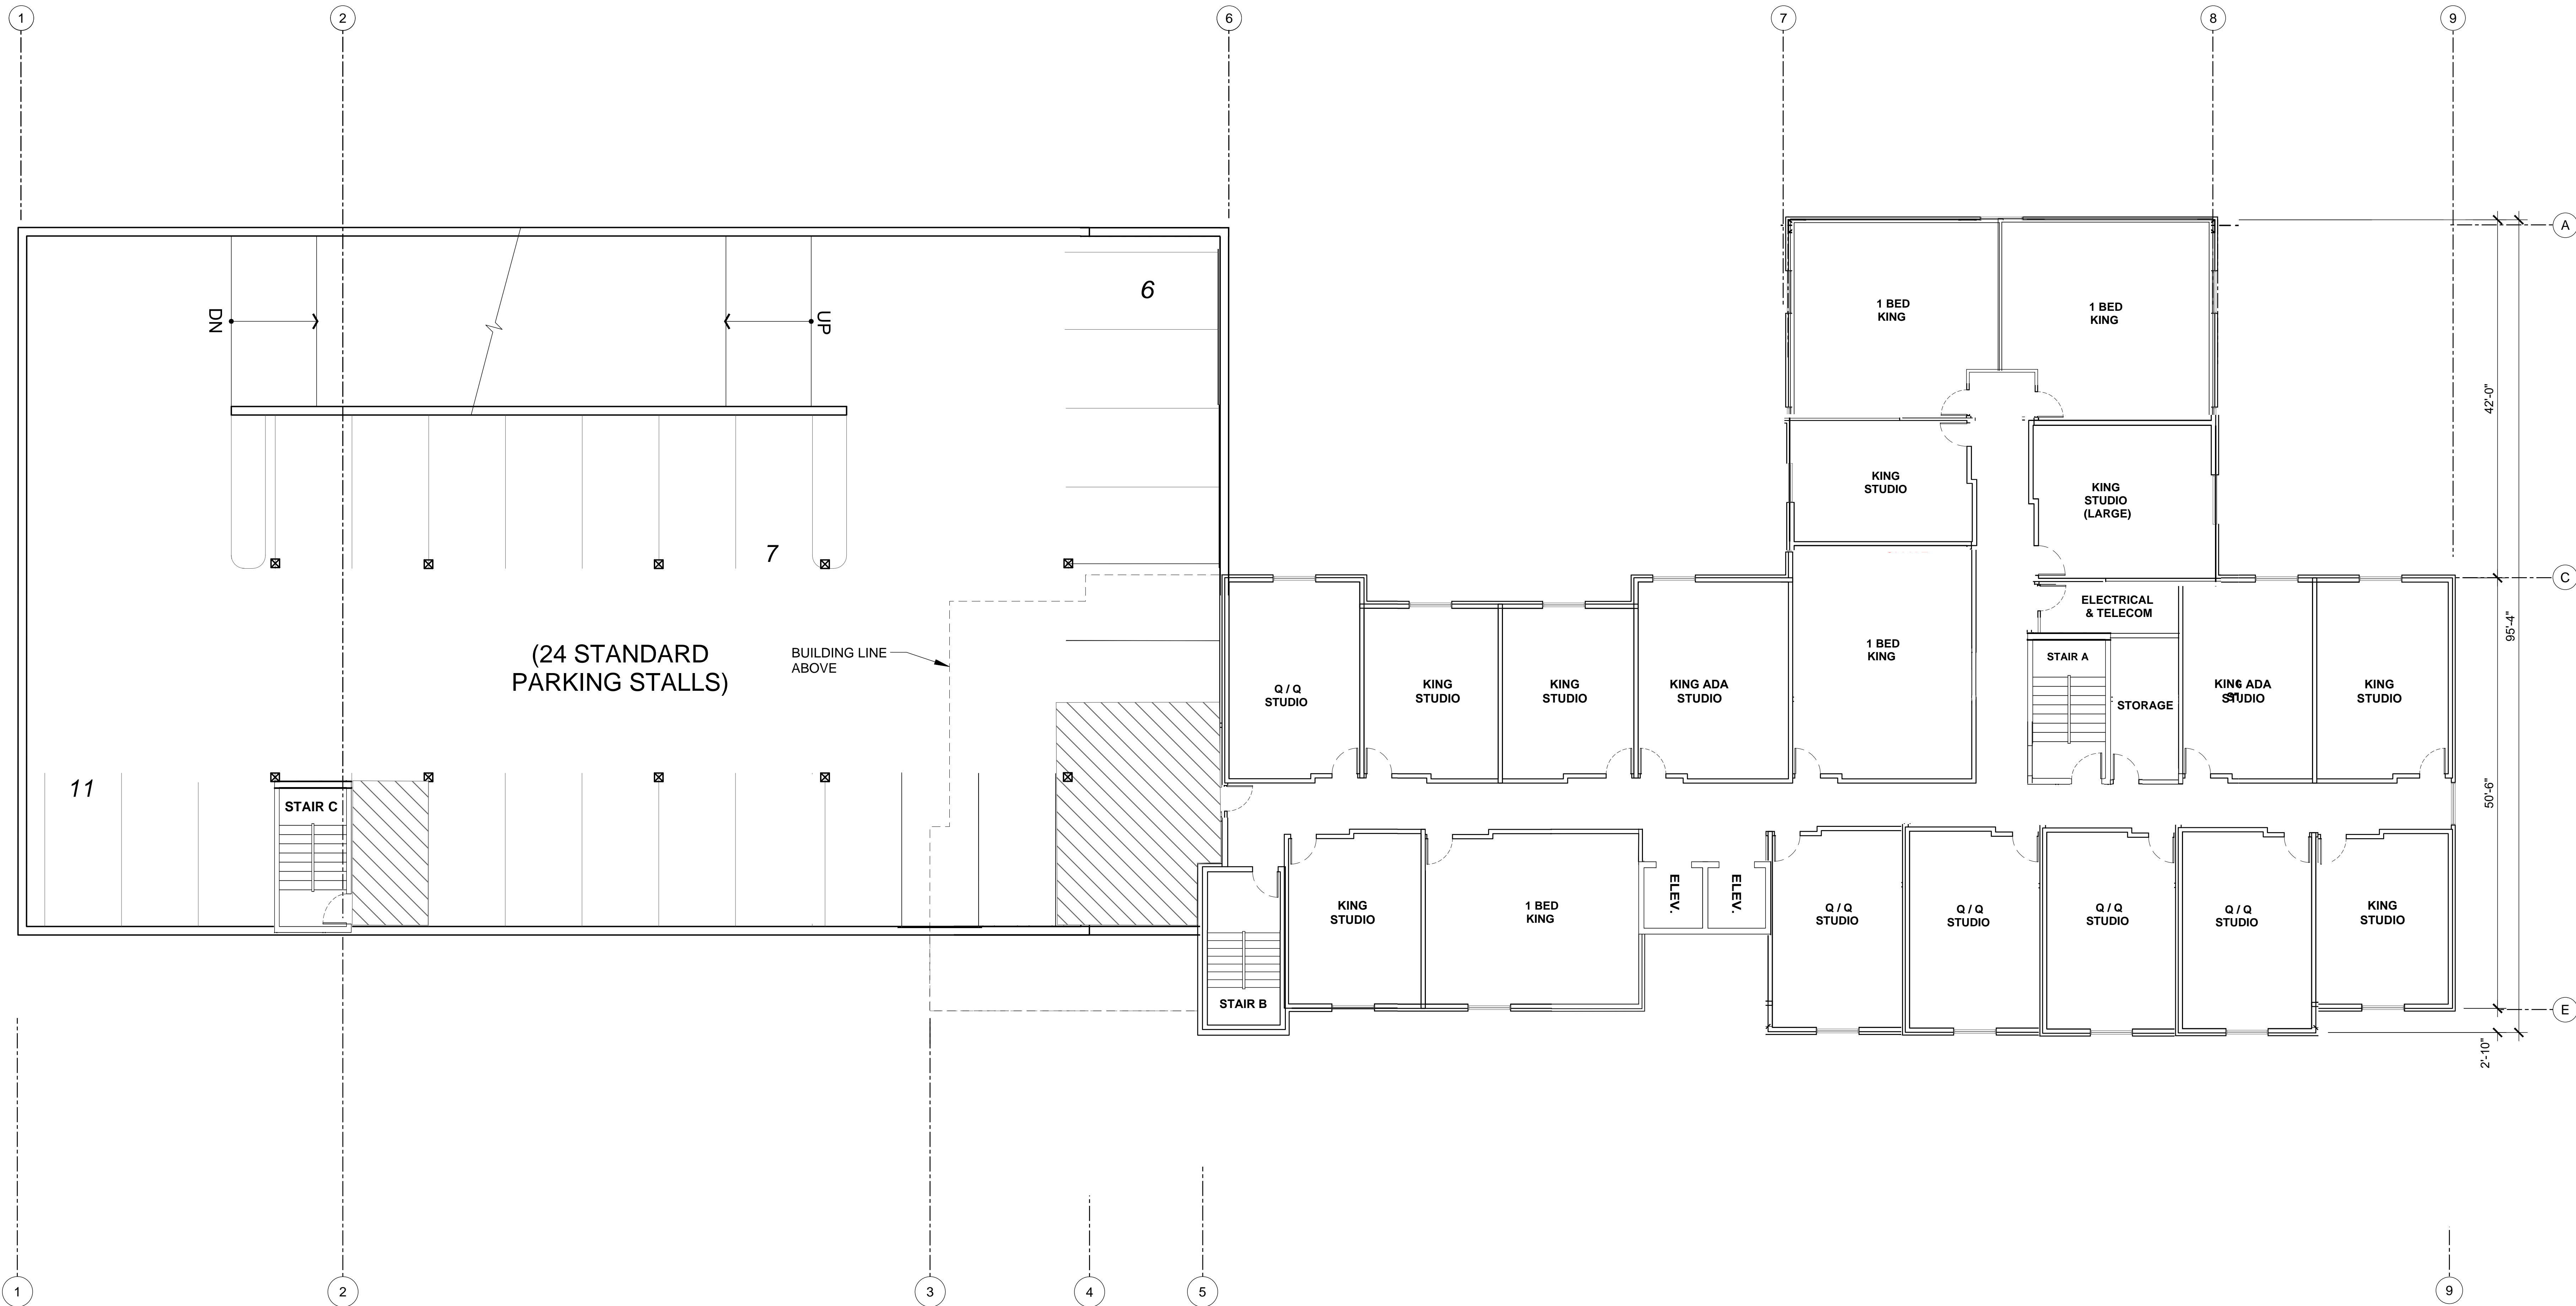 1
2
6
7
8
9
A
6
DN
UP
1 BED
KING
1 BED
KING
42'-0"
KING
STUDIO
KING
STUDIO
(LARGE)
7
C
ELECTRICAL
& TELECOM
95'-4"
(24 STANDARD
PARKING STALLS)
BUILDING LINE
ABOVE
1 BED
KING
STAIR A
Q / Q
STUDIO
KING
STUDIO
KING
STUDIO
KING ADA
STUDIO
STORAGE
KING ADA
STUDIO
KING
STUDIO
11
STAIR C
50'-6"
ELEV.
ELEV.
KING
STUDIO
1 BED
KING
Q / Q
STUDIO
Q / Q
STUDIO
Q / Q
STUDIO
Q / Q
STUDIO
KING
STUDIO
STAIR B
E
2'-10"
1
2
3
4
5
9